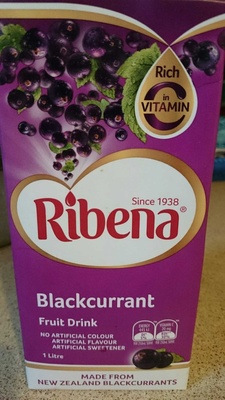 Rich
IN
VITAMIN
C
Since 1938
Ribena®
Blackcurrant
Fruit Drink
NO ARTIFICIAL COLOUR
ARTIFICIAL FLAVOUR
ARTIFICIAL SWEETENER
1 Litre
MADE FROM
NEW ZEALAND BLACKCURRANTS